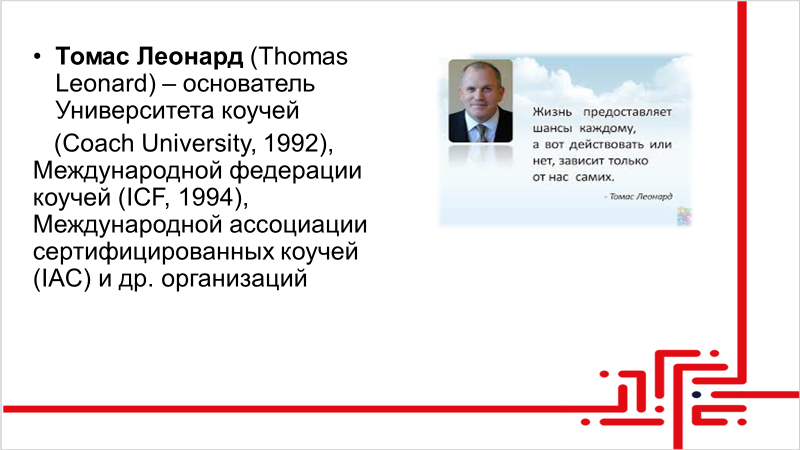 • Томас Леонард (Thomas
Leonard) – основатель
Университета коучей
(Coach University, 1992),
Международной федерации
коучей (ICF, 1994),
Международной ассоциации
сертифицированных коучей
(IAC) и др. организаций
Жизнь предоставляет
шансы каждому,
а вот действовать или
нет, зависит только
от нас самих.
- Томас Леонард